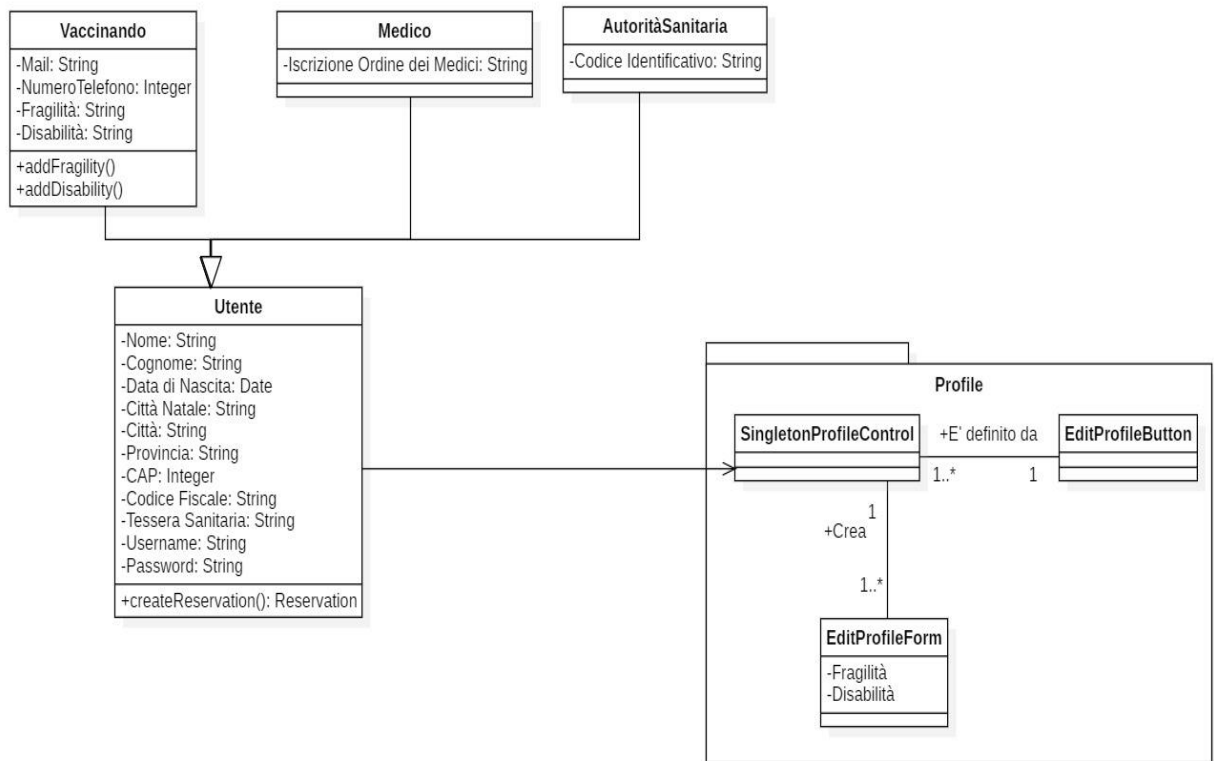 Vaccinando
-Mail: String
-NumeroTelefono: Integer
-Fragilità: String
-Disabilità: String
+addFragility()
+addDisability()
Medico
-Iscrizione Ordine dei Medici: String
AutoritàSanitaria
-Codice Identificativo: String
Utente
-Nome: String
-Cognome: String
-Data di Nascita: Date
-Città Natale: String
-Città: String
-Provincia: String
-CAP: Integer
-Codice Fiscale: String
-Tessera Sanitaria: String
-Username: String
-Password: String
+createReservation(): Reservation
Profile
SingletonProfileControl
+E' definito da
1..*
1
EditProfileButton
1
+Crea
1..*
EditProfileForm
-Fragilità
-Disabilità